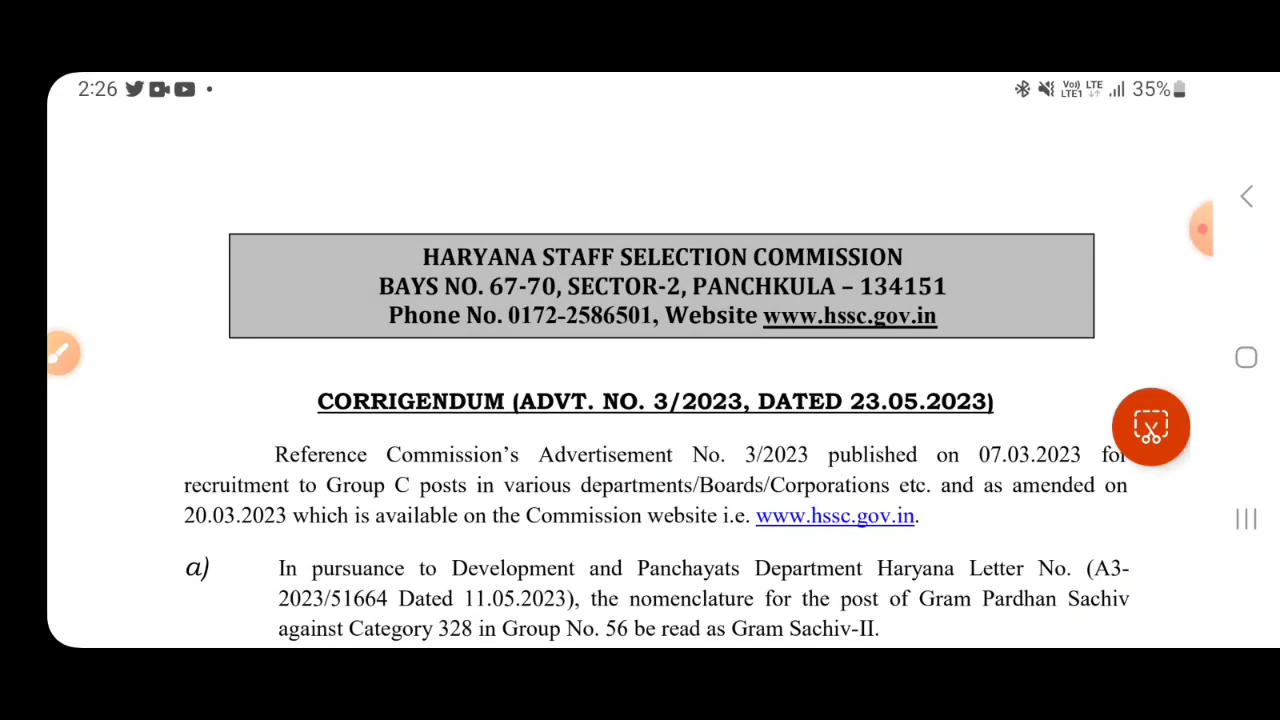 2:26
Vo)) LTE
LTE1
35%
HARYANA STAFF SELECTION COMMISSION
BAYS NO. 67-70, SECTOR-2, PANCHKULA – 134151
Phone No. 0172-2586501, Website www.hssc.gov.in
CORRIGENDUM (ADVT. NO. 3/2023, DATED 23.05.2023)
Reference Commission’s Advertisement No. 3/2023 published on 07.03.2023 for
recruitment to Group C posts in various departments/Boards/Corporations etc. and as amended on
20.03.2023 which is available on the Commission website i.e. www.hssc.gov.in.
a) In pursuance to Development and Panchayats Department Haryana Letter No. (A3-
2023/51664 Dated 11.05.2023), the nomenclature for the post of Gram Pardhan Sachiv
against Category 328 in Group No. 56 be read as Gram Sachiv-II.